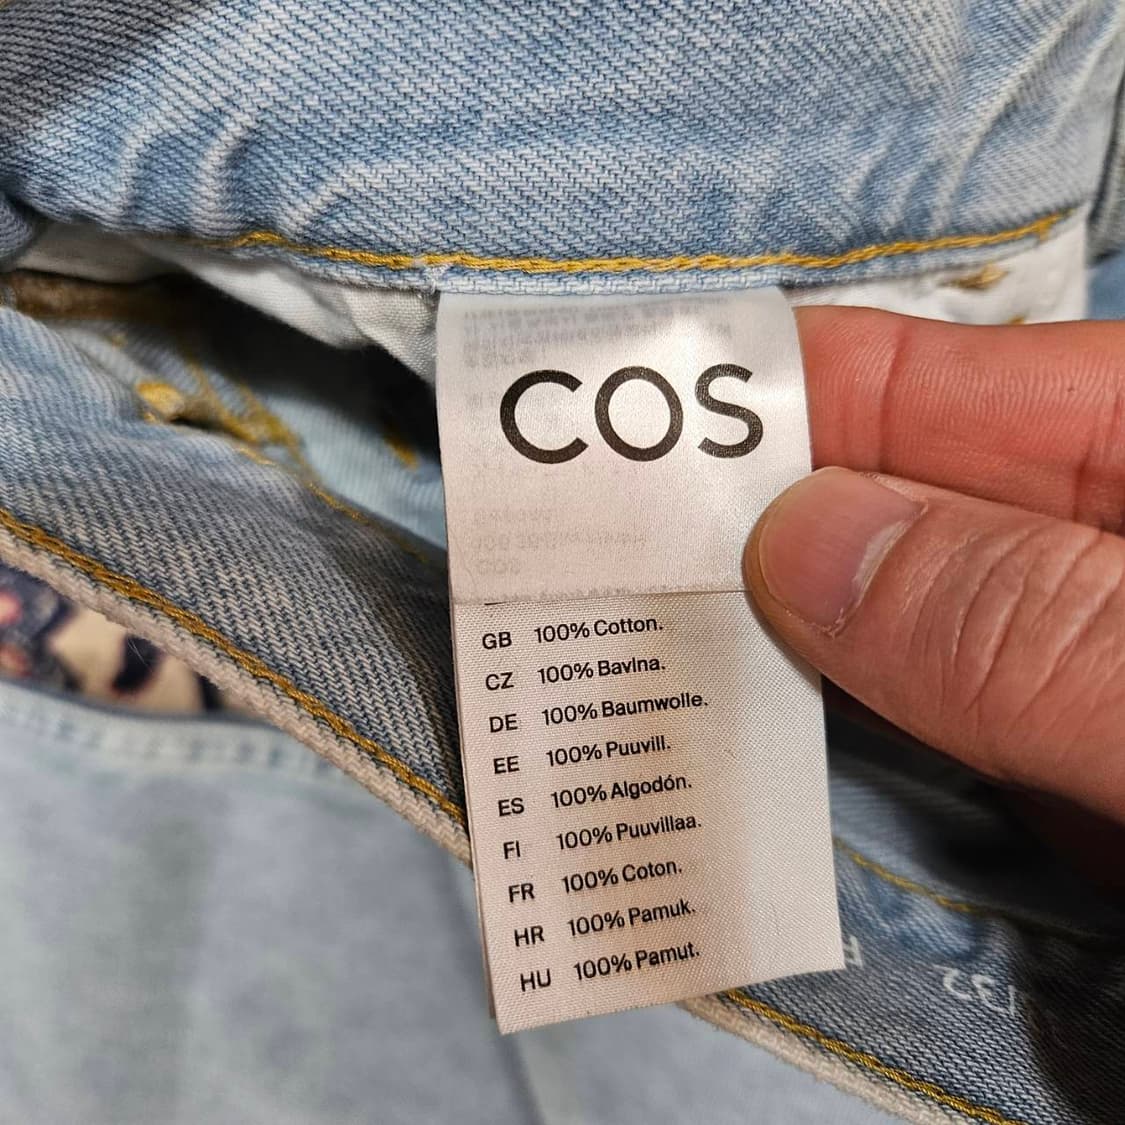 COS
GB 100% Cotton.
CZ 100% Bavlna.
DE 100% Baumwolle.
EE 100% Puuvill.
ES 100% Algodón.
FI 100% Puuvillaa.
FR 100% Coton.
HR 100% Pamuk.
HU 100% Pamut.